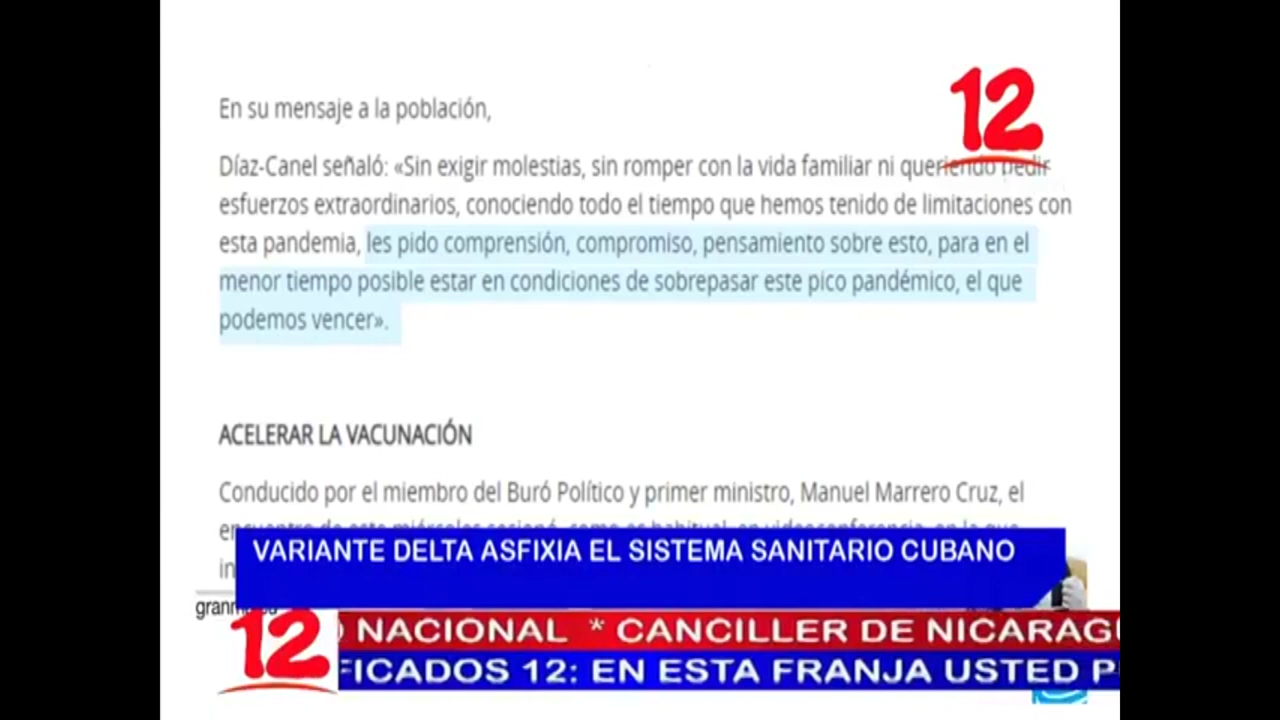 12
En su mensaje a la población,
Díaz-Canel señaló: «Sin exigir molestias, sin romper con la vida familiar ni queriendo pedir
esfuerzos extraordinarios, conociendo todo el tiempo que hemos tenido de limitaciones con
esta pandemia, les pido comprensión, compromiso, pensamiento sobre esto, para en el
menor tiempo posible estar en condiciones de sobrepasar este pico pandémico, el que
podemos vencer».
ACELERAR LA VACUNACIÓN
Conducido por el miembro del Buró Político y primer ministro, Manuel Marrero Cruz, el
VARIANTE DELTA ASFIXIA EL SISTEMA SANITARIO CUBANO
12
NACIONAL * CANCILLER DE NICARAGU
FICADOS 12: EN ESTA FRANJA USTED P